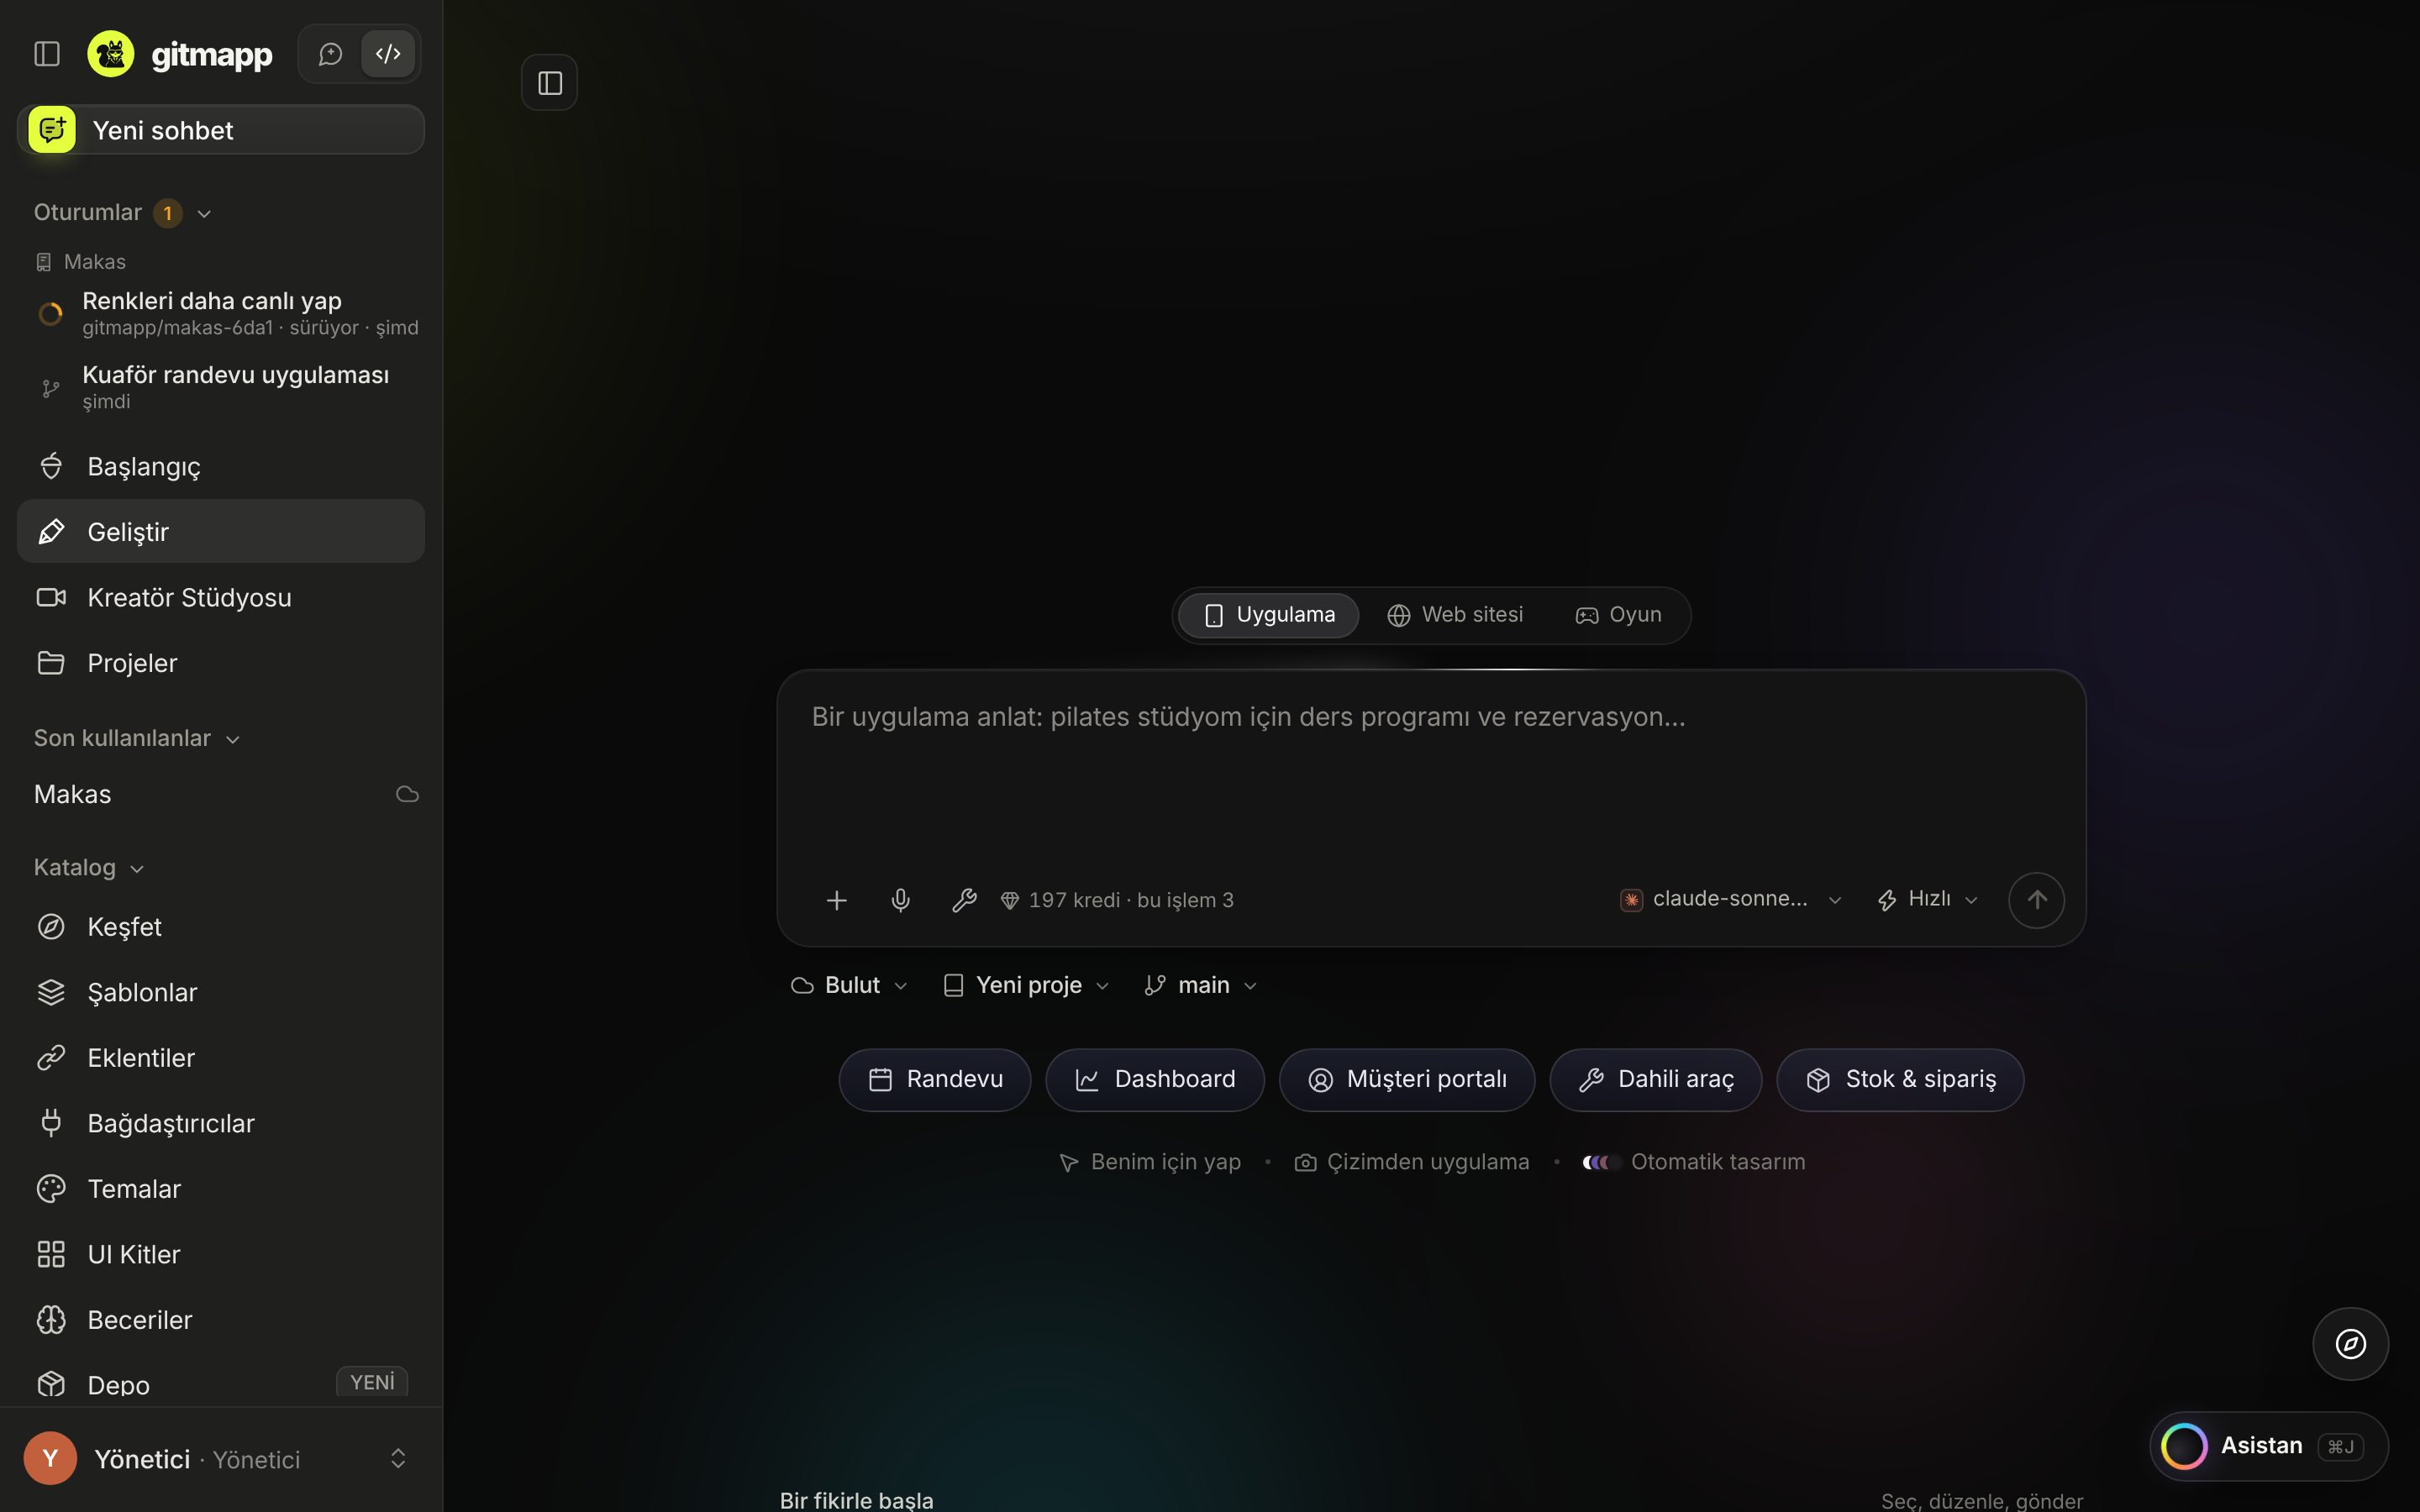 gitmapp
Yeni sohbet
Oturumlar 1
Makas
Renkleri daha canlı yap
gitmapp/makas-6da1 · sürüyor · şimd
Kuaför randevu uygulaması
şimdi
Başlangıç
Geliştir
Kreatör Stüdyosu
Projeler
Son kullanılanlar
Makas
Katalog
Keşfet
Şablonlar
Eklentiler
Bağdaştırıcılar
Temalar
UI Kitler
Beceriler
Depo YENİ
Y Yönetici · Yönetici
Uygulama Web sitesi Oyun
Bir uygulama anlat: pilates stüdyom için ders programı ve rezervasyon...
197 kredi · bu işlem 3 claude-sonne... Hızlı
Bulut Yeni proje main
Randevu Dashboard Müşteri portalı Dahili araç Stok & sipariş
Benim için yap • Çizimden uygulama • Otomatik tasarım
Asistan ⌘J
Bir fikirle başla Seç, düzenle, gönder